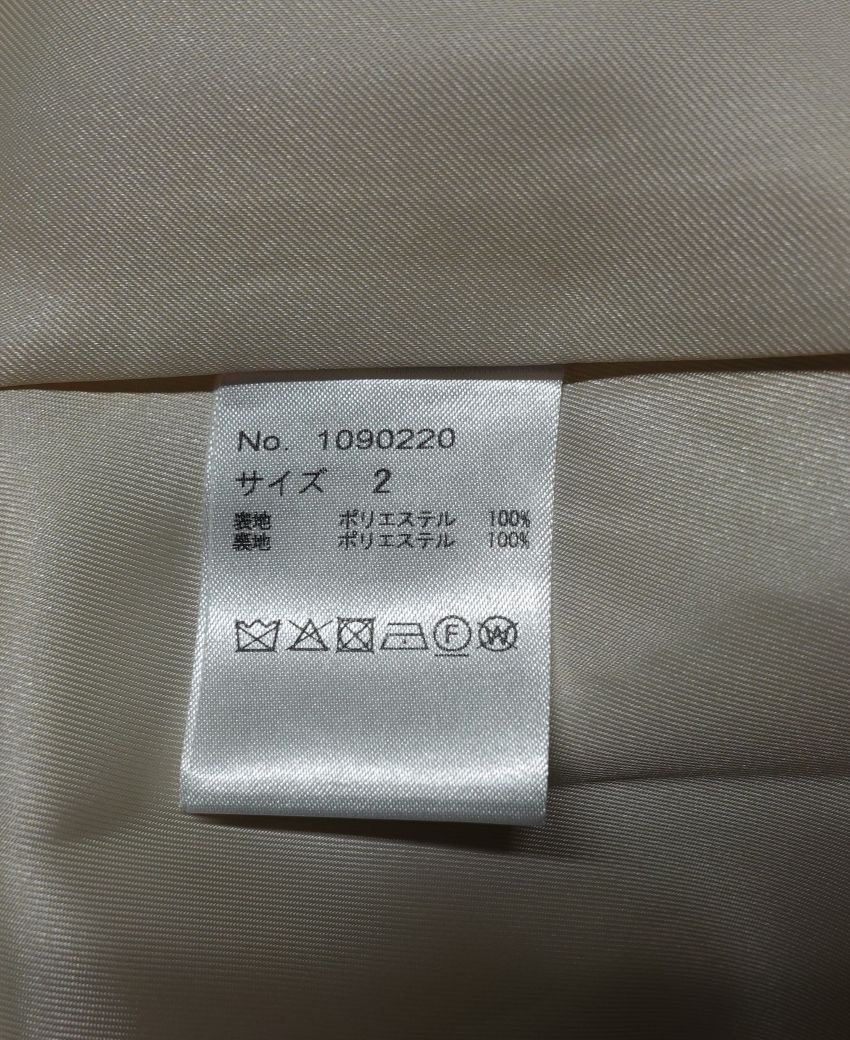 No. 1090220
サイズ 2
表地 ポリエステル 100%
裏地 ポリエステル 100%
F W